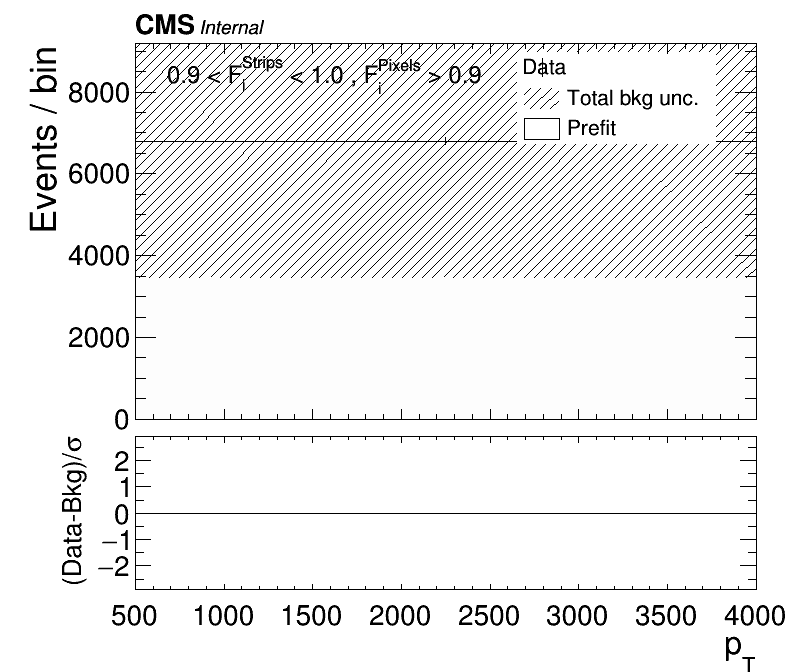 CMS Internal
Events / bin
0.9 < F_i^Strips < 1.0 , F_i^Pixels > 0.9
Data
Total bkg unc.
Prefit
8000
6000
4000
2000
0
(Data-Bkg)/σ
2
1
0
−1
−2
500 1000 1500 2000 2500 3000 3500 4000
p_T